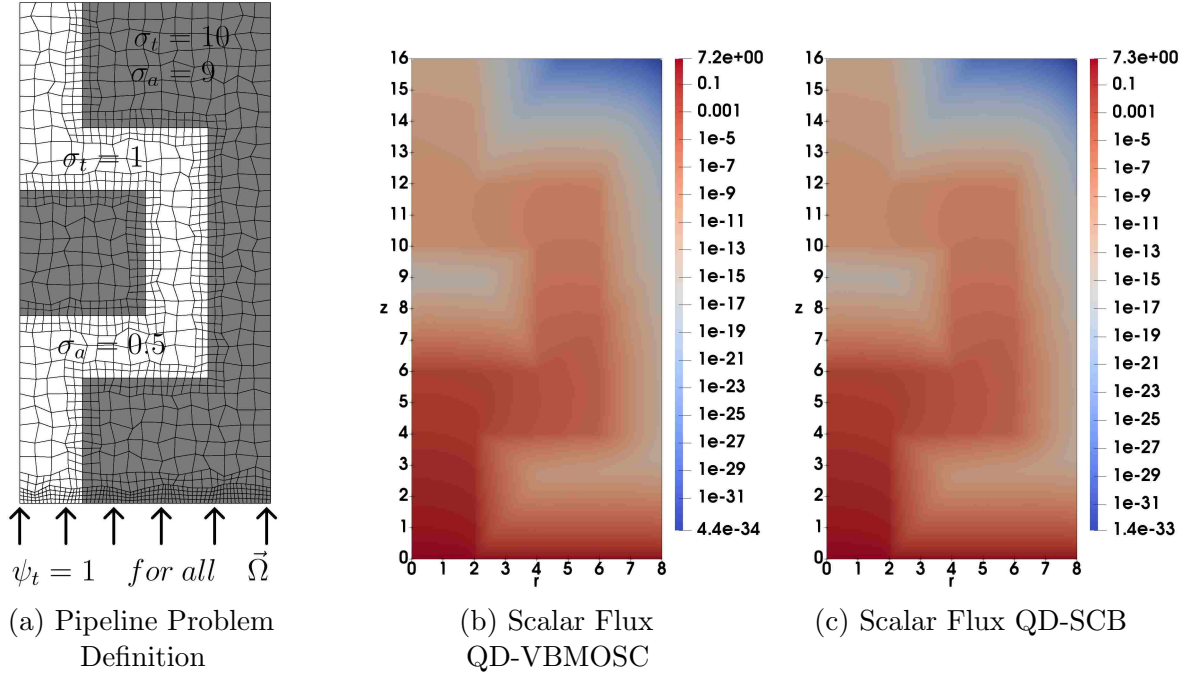 σ_t = 10
σ_a = 9
σ_t = 1
σ_a = 0.5
ψ_t = 1 for all Ω⃗
(a) Pipeline Problem
Definition
16
15
14
13
12
11
10
9
z
8
7
6
5
4
3
2
1
0
0 1 2 3 4 5 6 7 8
r
7.2e+00
0.1
0.001
1e-5
1e-7
1e-9
1e-11
1e-13
1e-15
1e-17
1e-19
1e-21
1e-23
1e-25
1e-27
1e-29
1e-31
4.4e-34
(b) Scalar Flux
QD-VBMOSC
16
15
14
13
12
11
10
9
z
8
7
6
5
4
3
2
1
0
0 1 2 3 4 5 6 7 8
r
7.3e+00
0.1
0.001
1e-5
1e-7
1e-9
1e-11
1e-13
1e-15
1e-17
1e-19
1e-21
1e-23
1e-25
1e-27
1e-29
1e-31
1.4e-33
(c) Scalar Flux QD-SCB